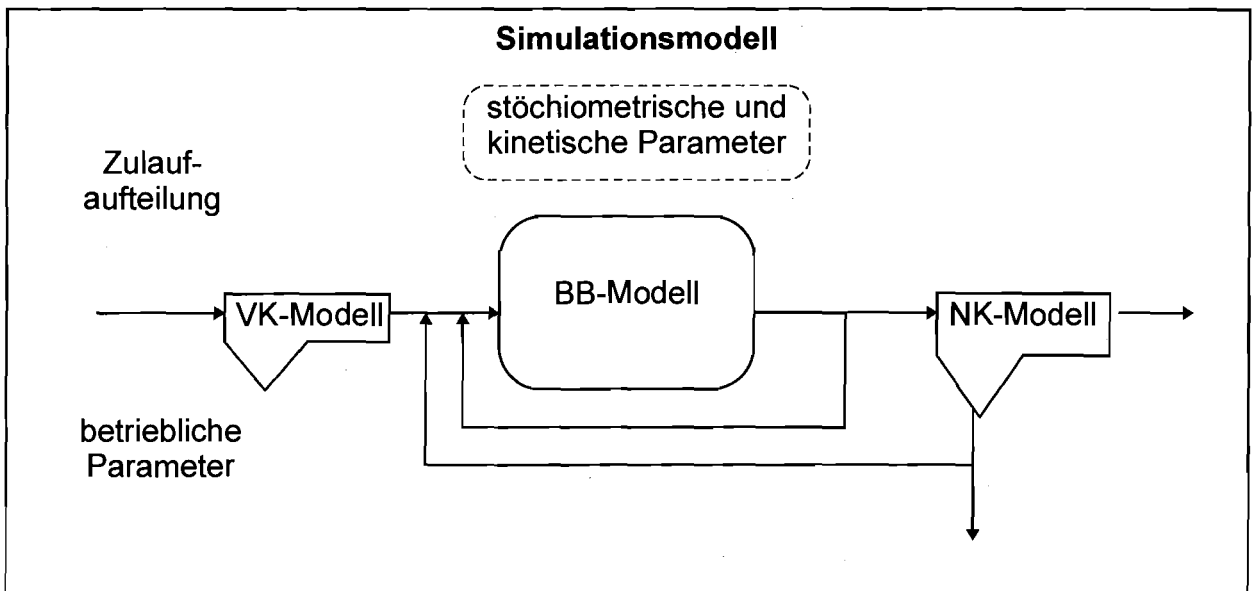 Simulationsmodell
stöchiometrische und
kinetische Parameter
Zulauf-
aufteilung
VK-Modell
BB-Modell
NK-Modell
betriebliche
Parameter